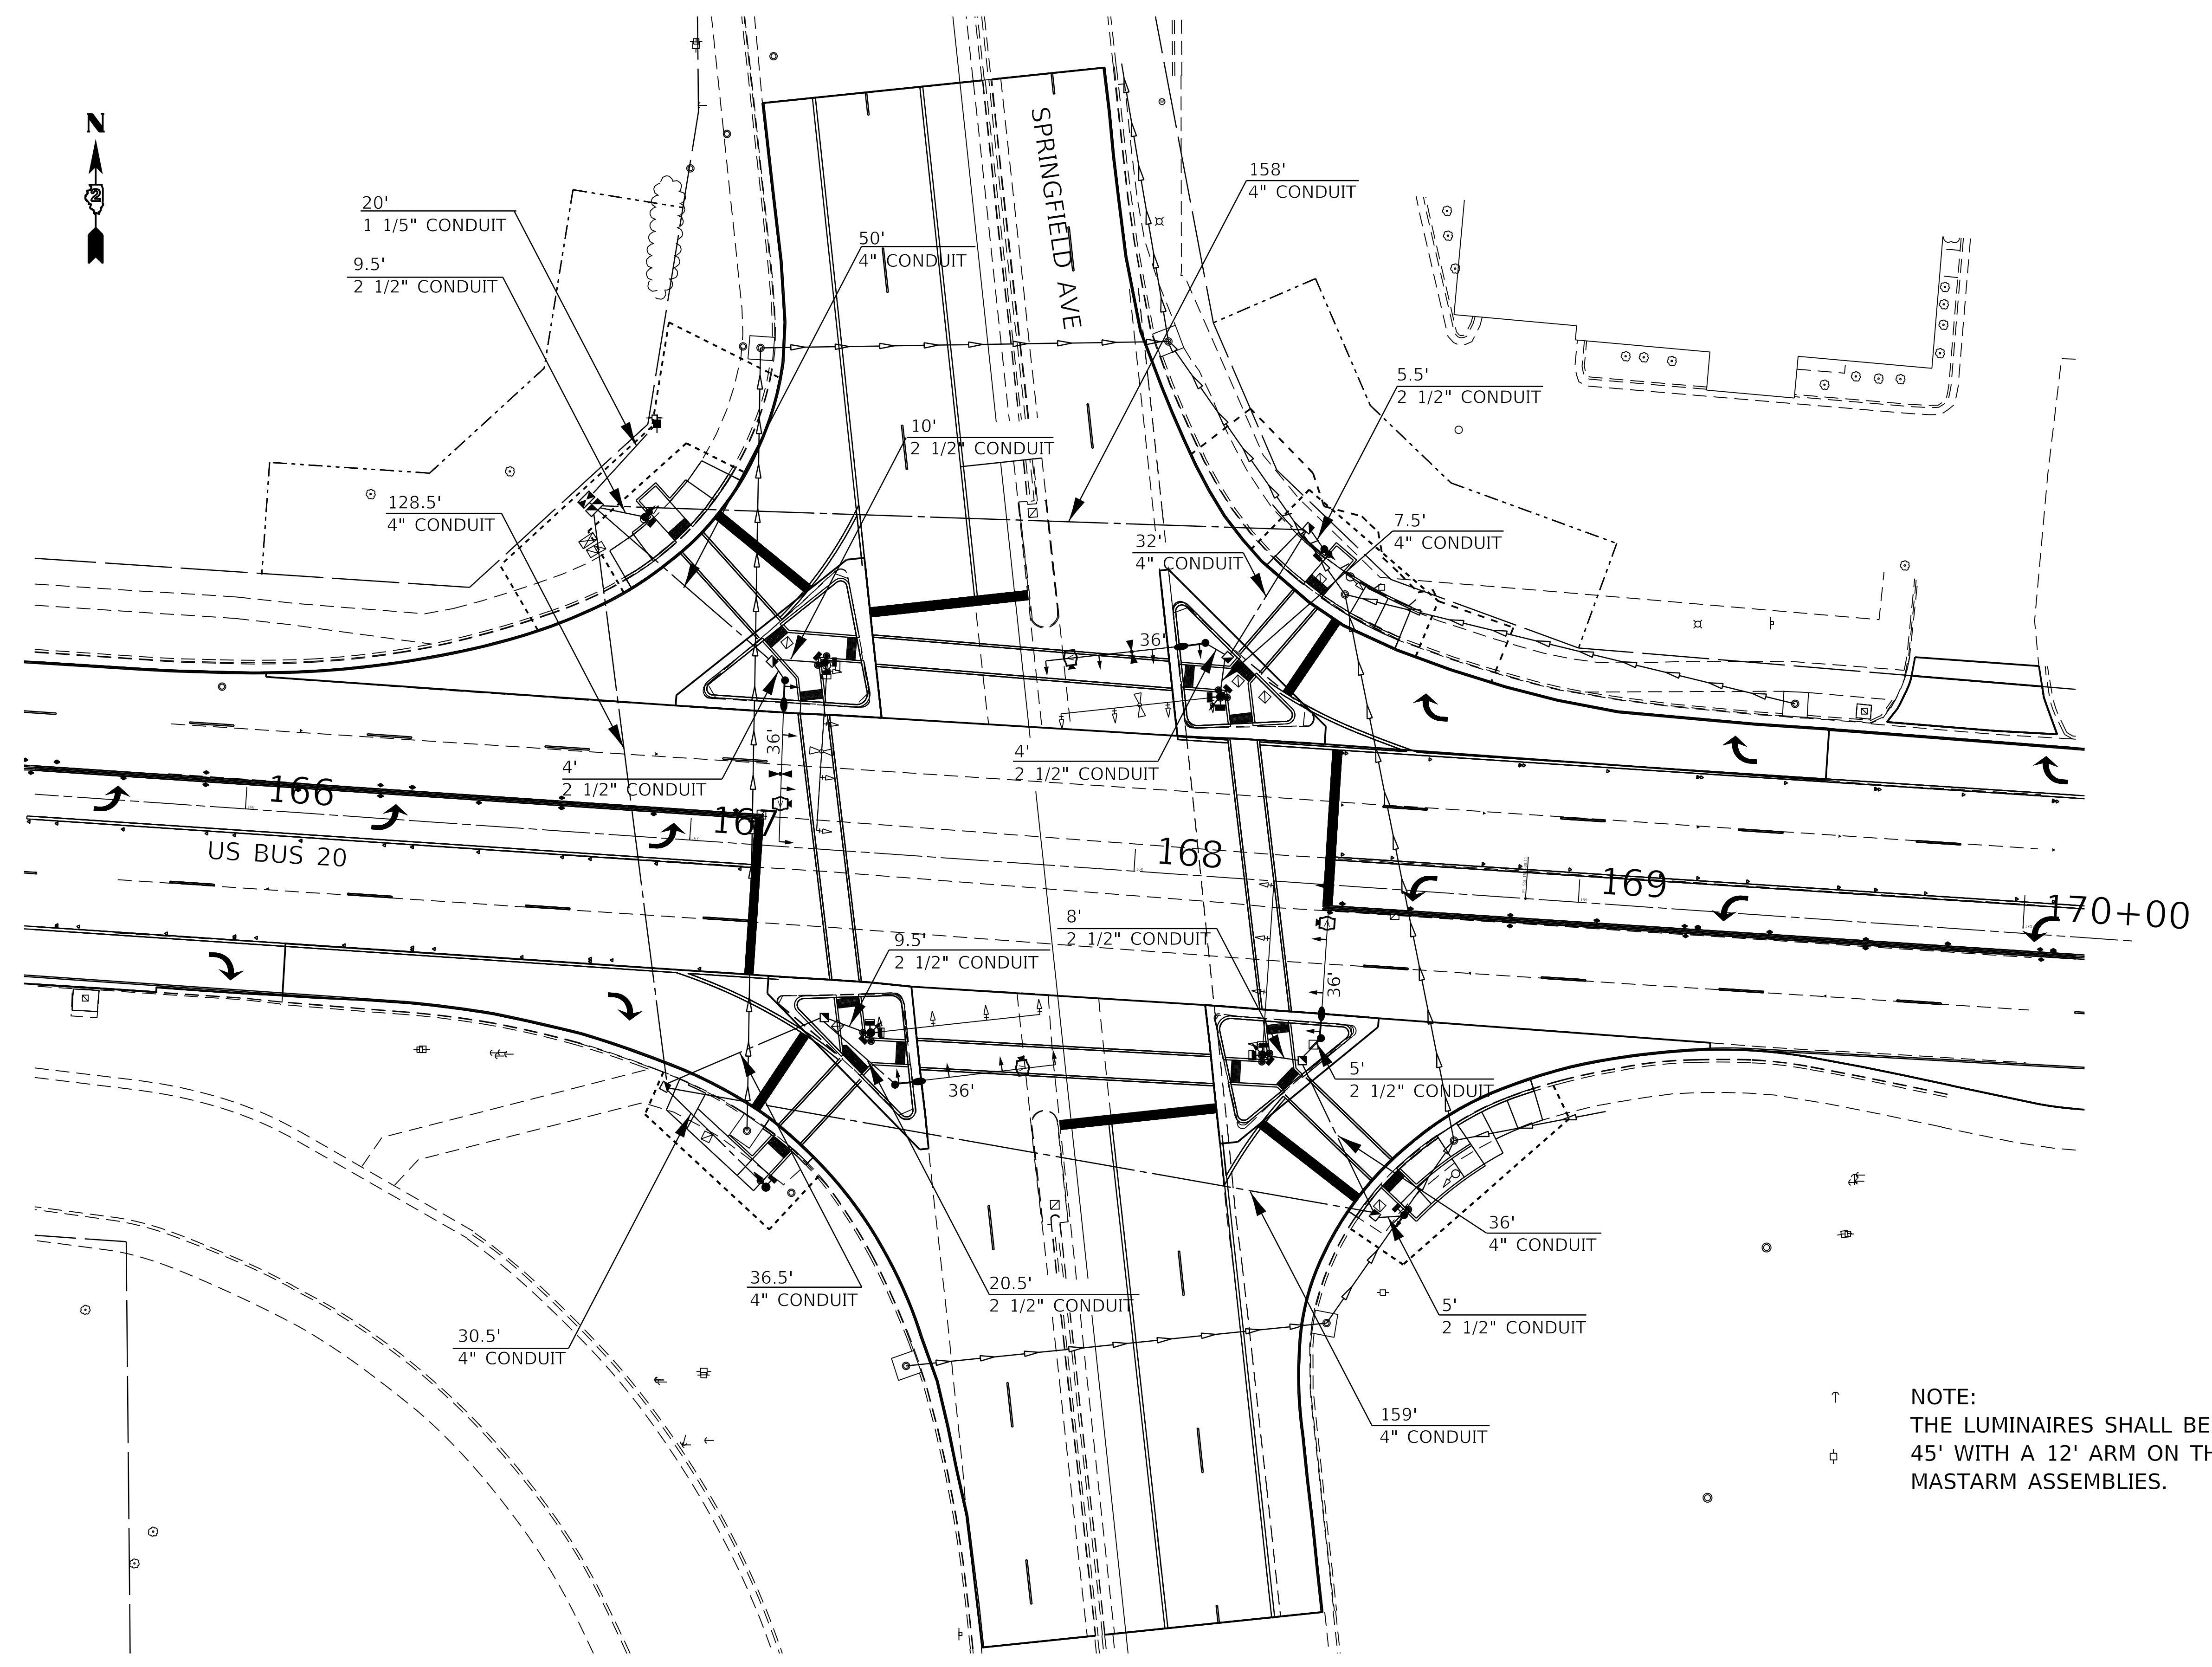 N
2
SPRINGFIELD AVE
158'
4" CONDUIT
20'
1 1/5" CONDUIT
50'
4" CONDUIT
9.5'
2 1/2" CONDUIT
5.5'
2 1/2" CONDUIT
10'
2 1/2" CONDUIT
128.5'
4" CONDUIT
7.5'
4" CONDUIT
32'
4" CONDUIT
36'
36'
4'
2 1/2" CONDUIT
4'
2 1/2" CONDUIT
166
167
168
169
170+00
US BUS 20
8'
2 1/2" CONDUIT
9.5'
2 1/2" CONDUIT
36'
36'
5'
2 1/2" CONDUIT
36'
4" CONDUIT
36.5'
4" CONDUIT
20.5'
2 1/2" CONDUIT
5'
2 1/2" CONDUIT
30.5'
4" CONDUIT
159'
4" CONDUIT
NOTE:
THE LUMINAIRES SHALL BE
45' WITH A 12' ARM ON TH
MASTARM ASSEMBLIES.